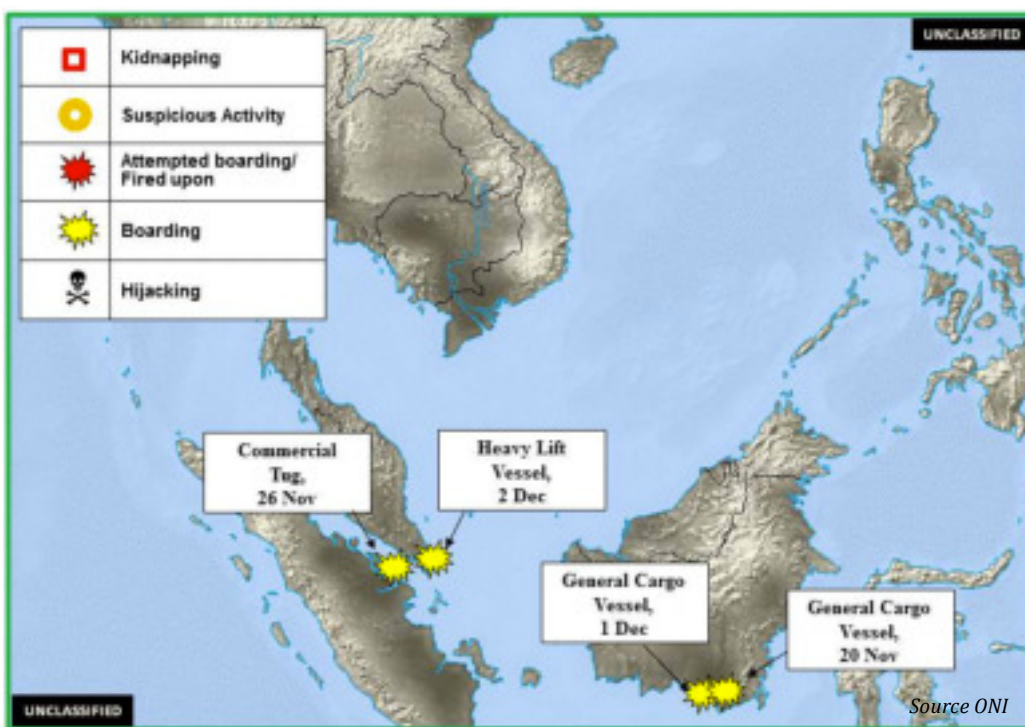 UNCLASSIFIED
Kidnapping
Suspicious Activity
Attempted boarding/
Fired upon
Boarding
Hijacking
Commercial
Tug,
26 Nov
Heavy Lift
Vessel,
2 Dec
General Cargo
Vessel,
1 Dec
General Cargo
Vessel,
20 Nov
UNCLASSIFIED
Source ONI